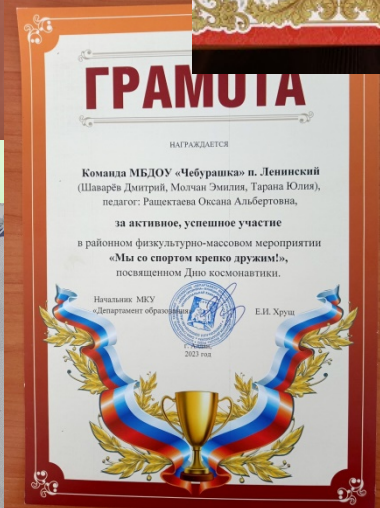 ГРАМОТА
НАГРАЖДАЕТСЯ
Команда МБДОУ «Чебурашка» п. Ленинский
(Шаварёв Дмитрий, Молчан Эмилия, Тарана Юлия),
педагог: Ращектаева Оксана Альбертовна,
за активное, успешное участие
в районном физкультурно-массовом мероприятии
«Мы со спортом крепко дружим!»,
посвященном Дню космонавтики.
Начальник МКУ
«Департамент образования» Е.И. Хрущ
г.
2023 год